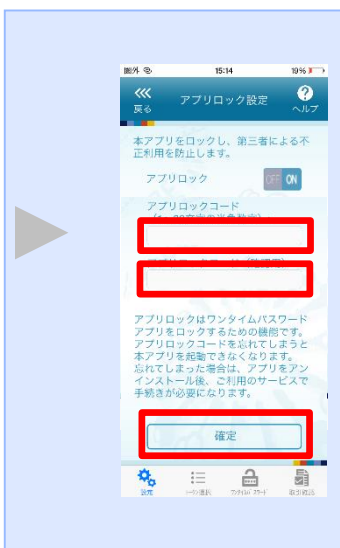 圏外
15:14
19%
戻る
アプリロック設定
ヘルプ
本アプリをロックし、第三者による不
正利用を防止します。
アプリロック
OFF ON
アプリロックコード
アプリロックはワンタイムパスワード
アプリをロックするための機能です。
アプリロックコードを忘れてしまうと
本アプリを起動できなくなります。
忘れてしまった場合は、アプリをアン
インストール後、ご利用のサービスで
手続きが必要になります。
確定
設定